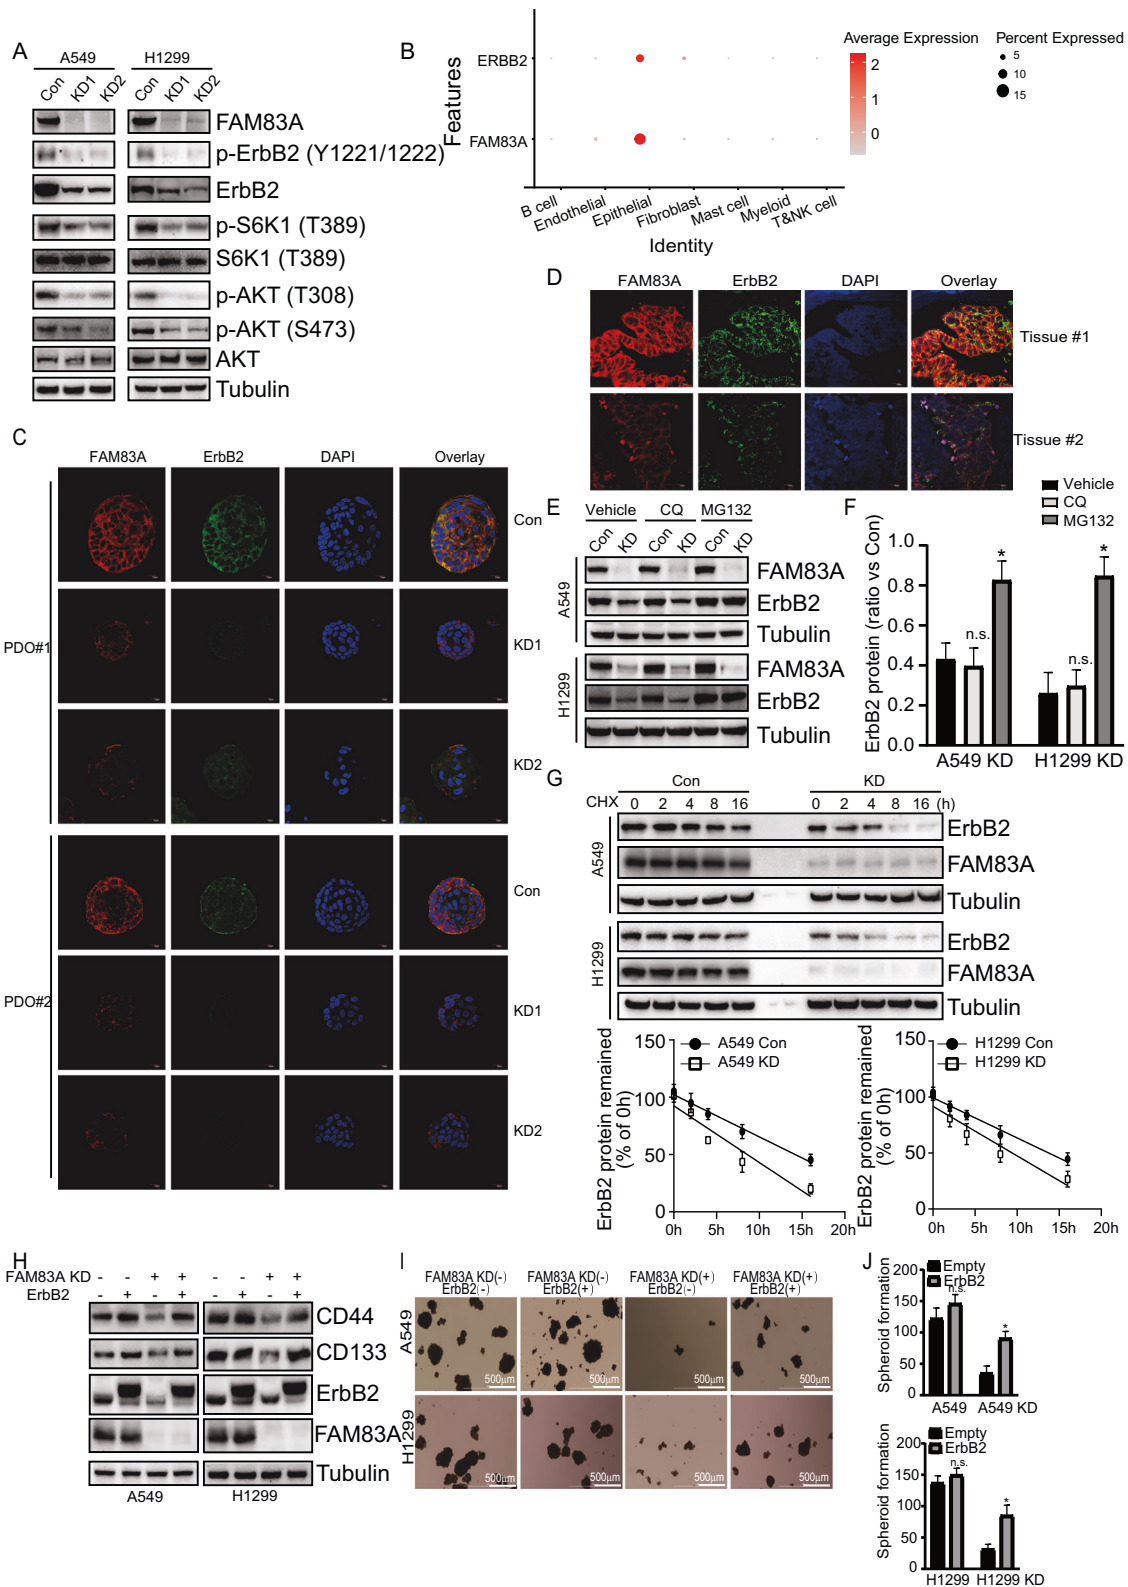 A
A549
H1299
Con
KD1
KD2
Con
KD1
KD2
FAM83A
p-ErbB2 (Y1221/1222)
ErbB2
p-S6K1 (T389)
S6K1 (T389)
p-AKT (T308)
p-AKT (S473)
AKT
Tubulin
B
Features
ERBB2
FAM83A
B cell
Endothelial
Epithelial
Fibroblast
Mast cell
Myeloid
T&NK cell
Identity
Average Expression
2
1
0
Percent Expressed
5
10
15
C
FAM83A ErbB2 DAPI Overlay
PDO#1
Con
KD1
KD2
PDO#2
Con
KD1
KD2
D
FAM83A ErbB2 DAPI Overlay
Tissue #1
Tissue #2
E
Vehicle CQ MG132
Con KD Con KD Con KD
A549
FAM83A
ErbB2
Tubulin
H1299
FAM83A
ErbB2
Tubulin
F
Vehicle
CQ
MG132
ErbB2 protein (ratio vs Con)
1.0
0.8
0.6
0.4
0.2
0.0
n.s.
*
n.s.
*
A549 KD H1299 KD
G
Con KD
CHX 0 2 4 8 16 0 2 4 8 16 (h)
A549
ErbB2
FAM83A
Tubulin
H1299
ErbB2
FAM83A
Tubulin
ErbB2 protein remained
(% of 0h)
150
100
50
0
A549 Con
A549 KD
0h 5h 10h 15h 20h
ErbB2 protein remained
(% of 0h)
150
100
50
0
H1299 Con
H1299 KD
0h 5h 10h 15h 20h
H
FAM83A KD - - + + - - + +
ErbB2 - + - + - + - +
CD44
CD133
ErbB2
FAM83A
Tubulin
A549 H1299
I
FAM83A KD(-) FAM83A KD(-) FAM83A KD(+) FAM83A KD(+)
ErbB2(-) ErbB2(+) ErbB2(-) ErbB2(+)
A549
500μm 500μm 500μm 500μm
H1299
500μm 500μm 500μm 500μm
J
Empty
ErbB2
Spheroid formation
200
150
100
50
0
n.s.
*
A549 A549 KD
Empty
ErbB2
Spheroid formation
200
150
100
50
0
n.s.
*
H1299 H1299 KD